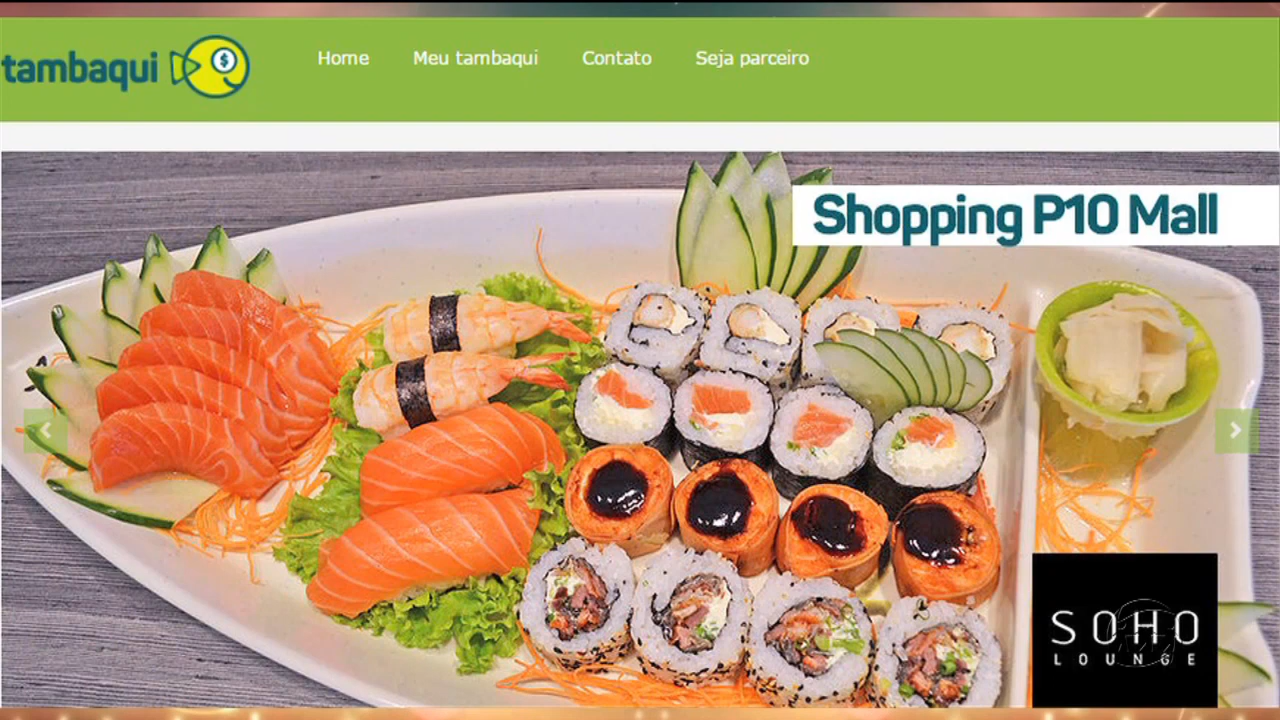 tambaqui
$
Home Meu tambaqui Contato Seja parceiro
Shopping P10 Mall
SOHO
LOUNGE